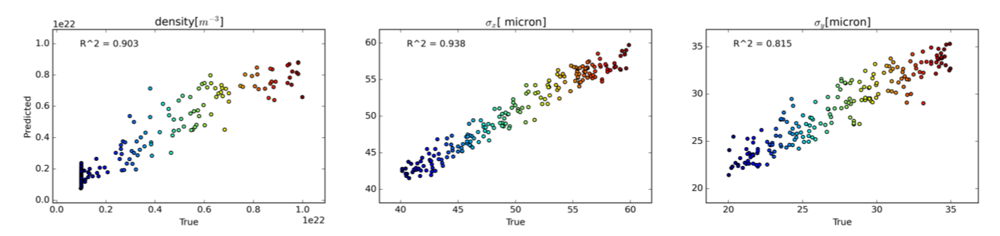 density[m⁻³]
1e22
R^2 = 0.903
Predicted
1.0
0.8
0.6
0.4
0.2
0.0
0.0 0.2 0.4 0.6 0.8 1.0
True
1e22
σₓ[ micron]
R^2 = 0.938
60
55
50
45
40
40 45 50 55 60
True
σ_y[micron]
R^2 = 0.815
35
30
25
20
20 25 30 35
True